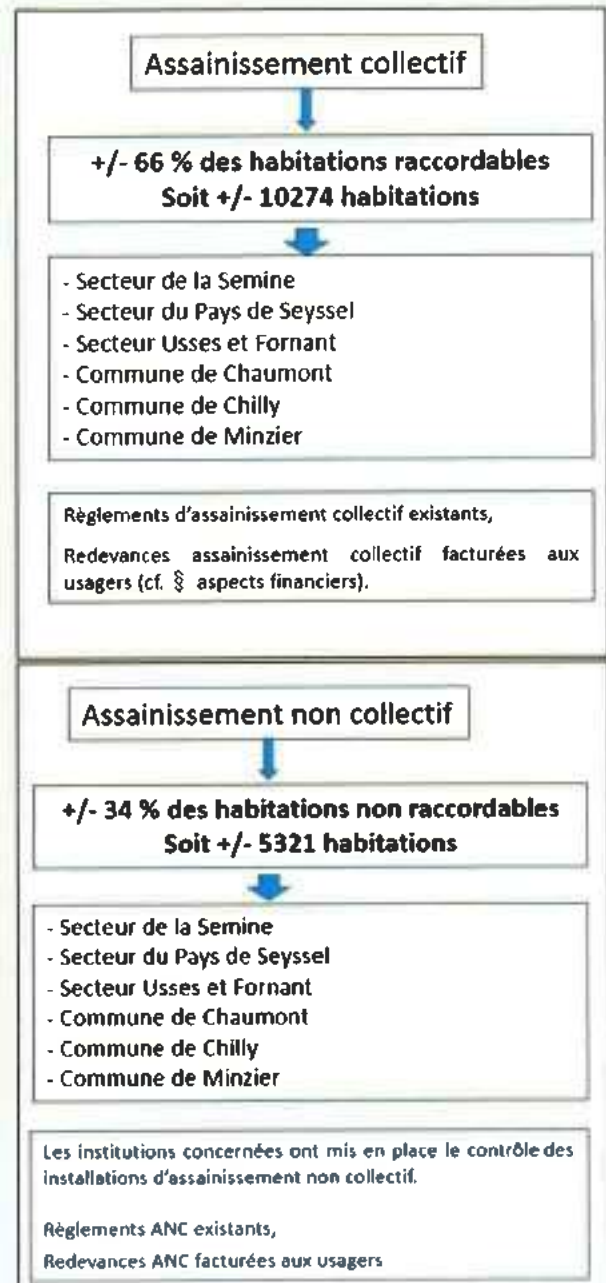 Assainissement collectif
+/- 66 % des habitations raccordables
Soit +/- 10274 habitations
- Secteur de la Semine
- Secteur du Pays de Seyssel
- Secteur Usses et Fornant
- Commune de Chaumont
- Commune de Chilly
- Commune de Minzier
Règlements d'assainissement collectif existants,
Redevances assainissement collectif facturées aux
usagers (cf. § aspects financiers).
Assainissement non collectif
+/- 34 % des habitations non raccordables
Soit +/- 5321 habitations
- Secteur de la Semine
- Secteur du Pays de Seyssel
- Secteur Usses et Fornant
- Commune de Chaumont
- Commune de Chilly
- Commune de Minzier
Les institutions concernées ont mis en place le contrôle des
installations d'assainissement non collectif.
Règlements ANC existants,
Redevances ANC facturées aux usagers